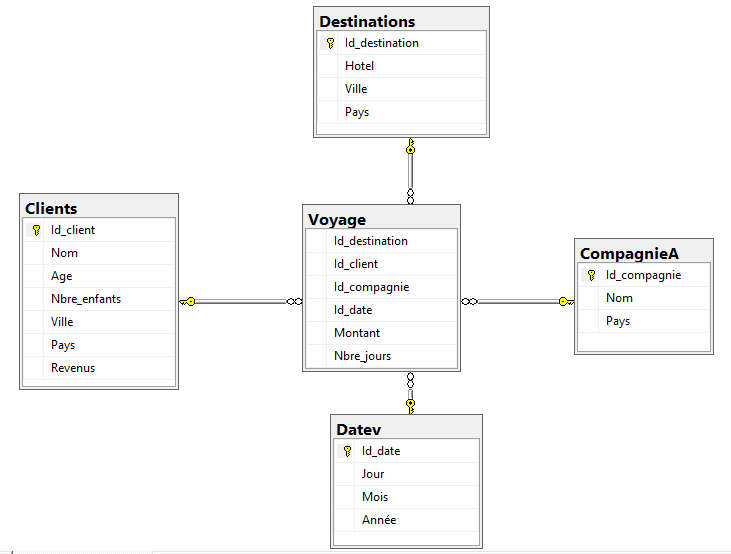 Destinations
Id_destination
Hotel
Ville
Pays
Clients
Id_client
Nom
Age
Nbre_enfants
Ville
Pays
Revenus
Voyage
Id_destination
Id_client
Id_compagnie
Id_date
Montant
Nbre_jours
CompagnieA
Id_compagnie
Nom
Pays
Datev
Id_date
Jour
Mois
Année